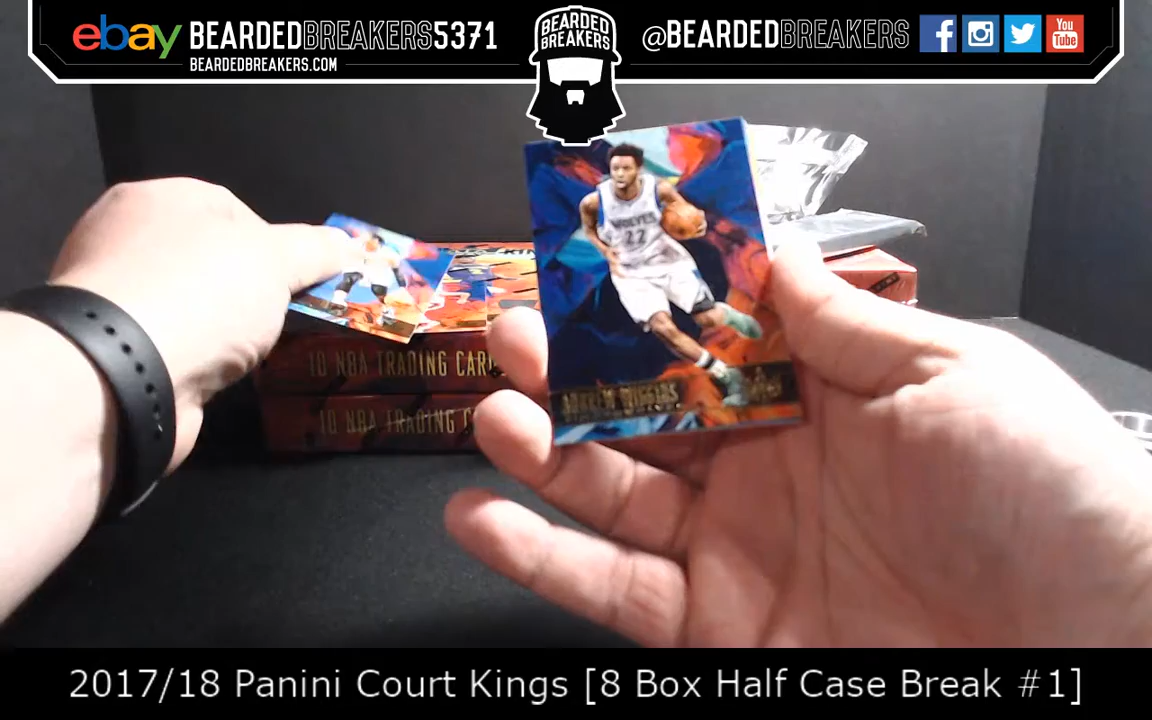 ebay BEARDEDBREAKERS5371
BEARDEDBREAKERS.COM
BEARDED
BREAKERS
@BEARDEDBREAKERS
You
Tube
WOLVES
22
ANDREW WIGGINS
10 NBA TRADING CAR
10 NBA TRADING C
2017/18 Panini Court Kings [8 Box Half Case Break #1]